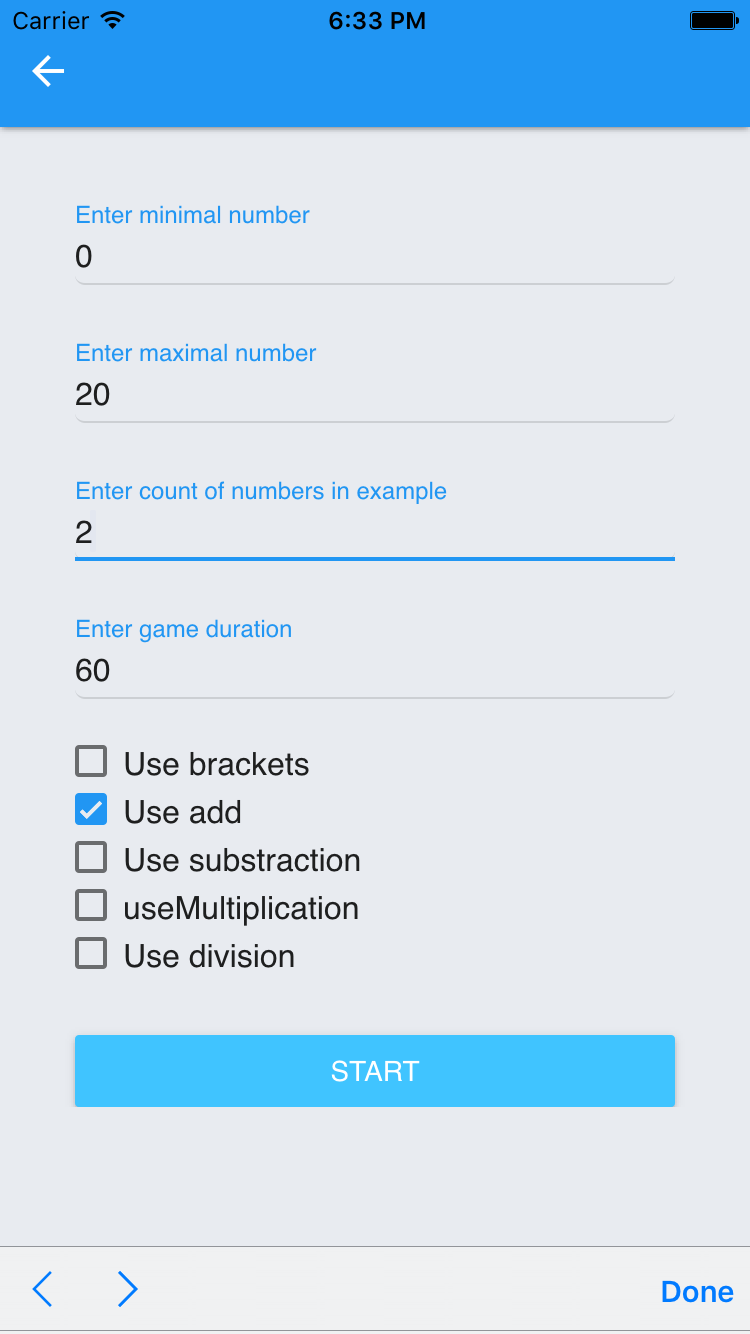 Carrier 6:33 PM
Enter minimal number
0
Enter maximal number
20
Enter count of numbers in example
2
Enter game duration
60
Use brackets
Use add
Use substraction
useMultiplication
Use division
START
Done